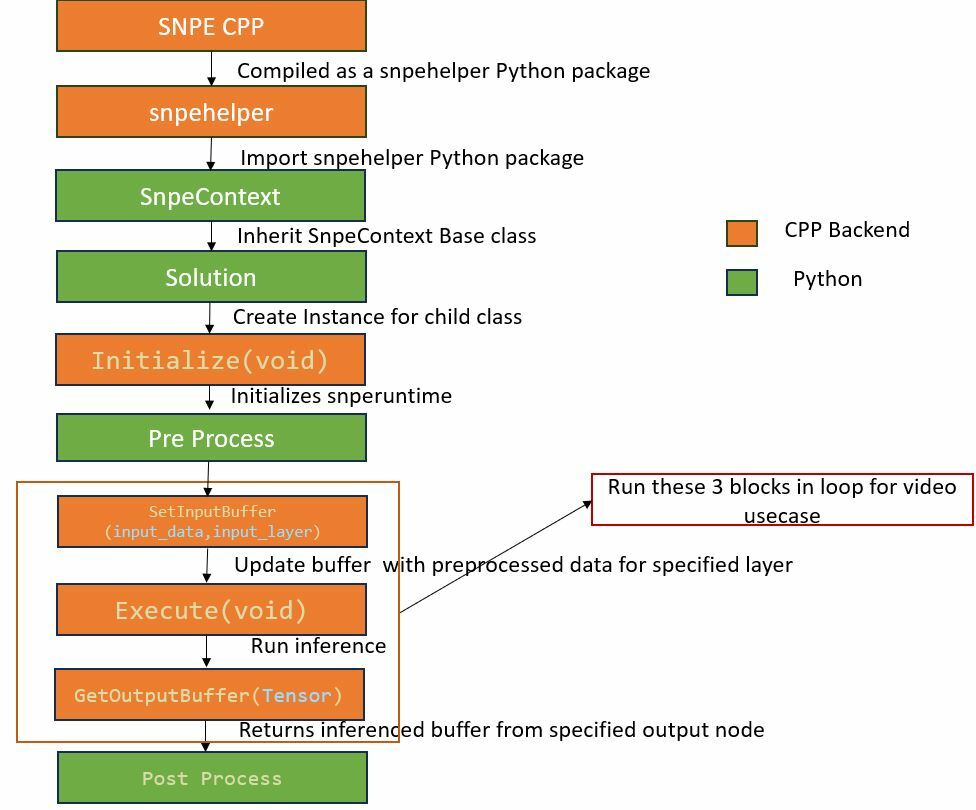 SNPE CPP
Compiled as a snpehelper Python package
snpehelper
Import snpehelper Python package
SnpeContext
Inherit SnpeContext Base class
CPP Backend
Solution
Python
Create Instance for child class
Initialize(void)
Initializes snperuntime
Pre Process
Run these 3 blocks in loop for video
usecase
SetInputBuffer
(input_data,input_layer)
Update buffer with preprocessed data for specified layer
Execute(void)
Run inference
GetOutputBuffer(Tensor)
Returns inferenced buffer from specified output node
Post Process